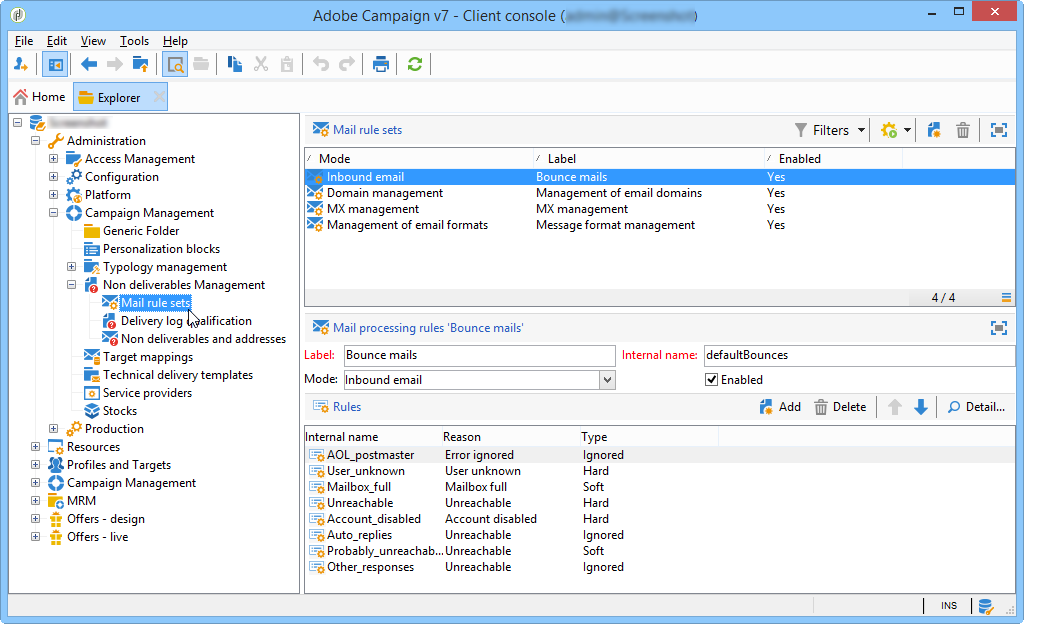 Adobe Campaign v7 - Client console (
File Edit View Tools Help
Home Explorer
Administration
Access Management
Configuration
Platform
Campaign Management
Generic Folder
Personalization blocks
Typology management
Non deliverables Management
Mail rule sets
Delivery log qualification
Non deliverables and addresses
Target mappings
Technical delivery templates
Service providers
Stocks
Production
Resources
Profiles and Targets
Campaign Management
MRM
Offers - design
Offers - live
Mail rule sets Filters
Mode Label Enabled
Inbound email Bounce mails Yes
Domain management Management of email domains Yes
MX management MX management Yes
Management of email formats Message format management Yes
4 / 4
Mail processing rules 'Bounce mails'
Label: Bounce mails Internal name: defaultBounces
Mode: Inbound email Enabled
Rules Add Delete Detail...
Internal name Reason Type
AOL_postmaster Error ignored Ignored
User_unknown User unknown Hard
Mailbox_full Mailbox full Soft
Unreachable Unreachable Hard
Account_disabled Account disabled Hard
Auto_replies Unreachable Ignored
Probably_unreachab... Unreachable Soft
Other_responses Unreachable Ignored
INS